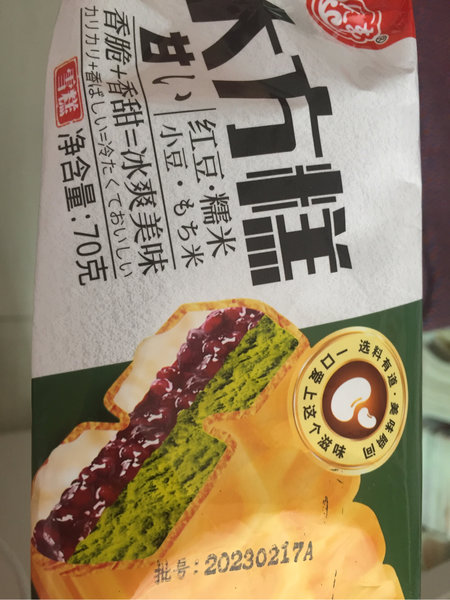 方糕
甘い
红豆·糯米
小豆・もち米
香脆+香甜=冰爽美味
カリカリ+香ばしい=冷たくておいしい
雪糕
净含量:70克
选料有道·美味瞬间
一口爱上这个滋味
批号:20230217A